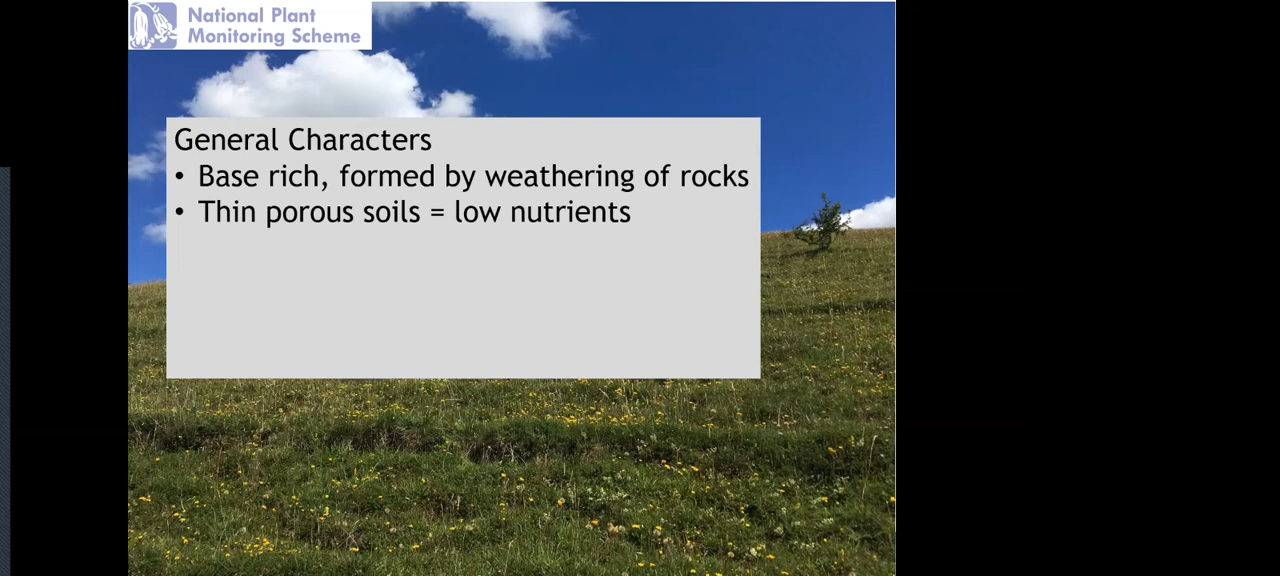 National Plant
Monitoring Scheme
General Characters
• Base rich, formed by weathering of rocks
• Thin porous soils = low nutrients